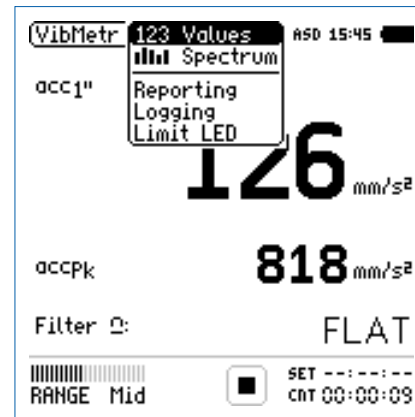 VibMetr 123 Values ASD 15:45
Spectrum
acc1"
Reporting
Logging
Limit LED
126 mm/s²
accPk 818 mm/s²
Filter Ω: FLAT
SET --:--:--
RANGE Mid CNT 00:00:09